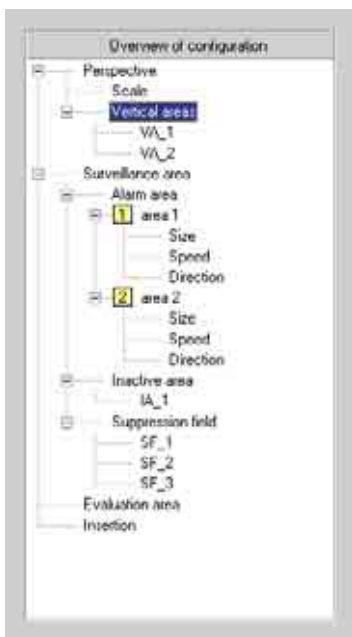 Overview of configuration
Perspective
Scale
Vertical areas
VA_1
VA_2
Surveillance area
Alarm area
1 area 1
Size
Speed
Direction
2 area 2
Size
Speed
Direction
Inactive area
IA_1
Suppression field
SF_1
SF_2
SF_3
Evaluation area
Insertion